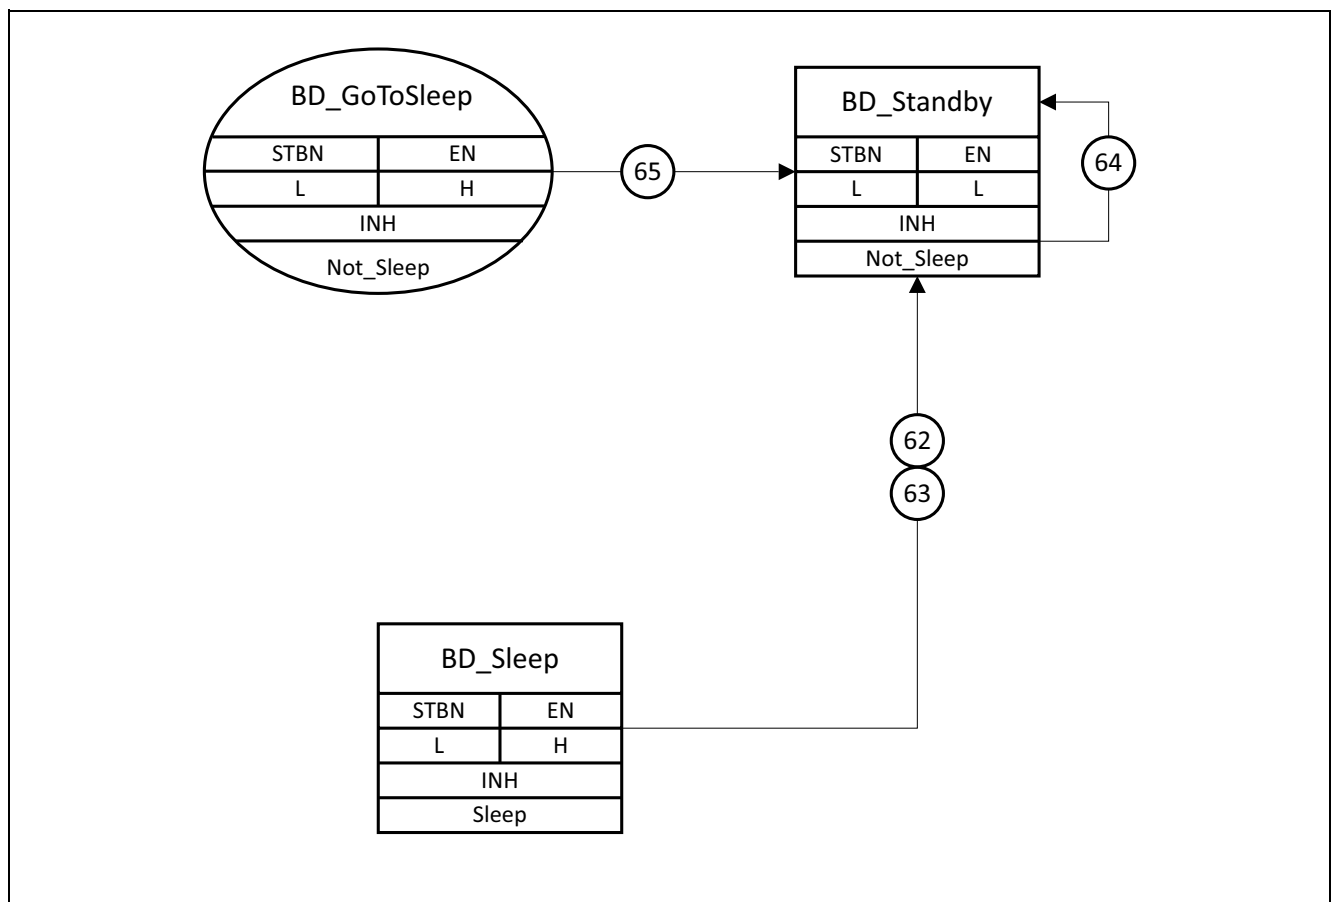 BD_GoToSleep
STBN EN
L H
INH
Not_Sleep
65
BD_Standby
STBN EN
L L
INH
Not_Sleep
64
62
63
BD_Sleep
STBN EN
L H
INH
Sleep